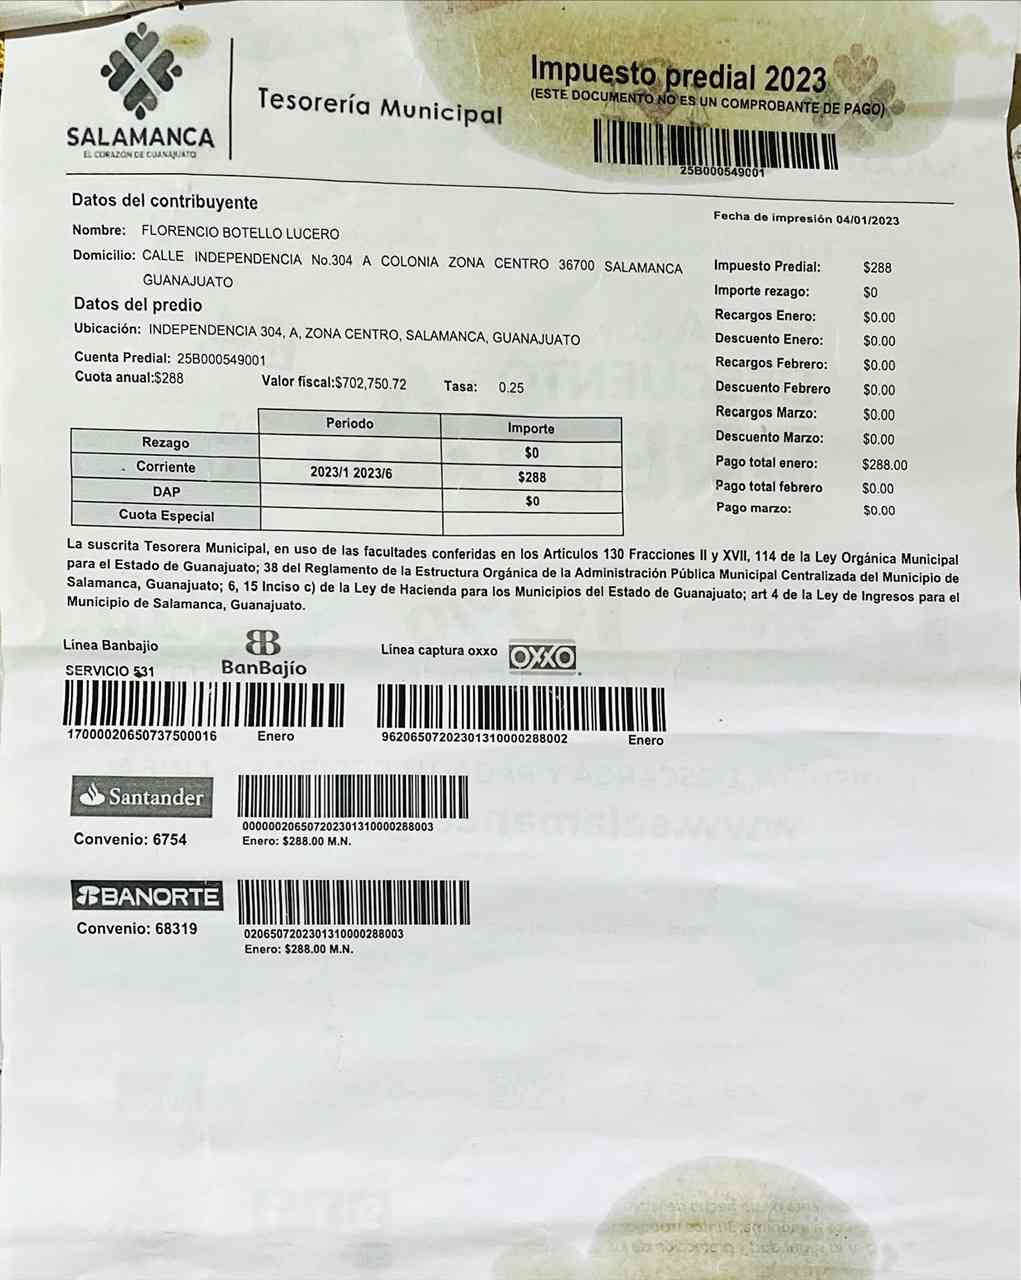 SALAMANCA
EL CORAZÓN DE GUANAJUATO
Tesorería Municipal
Impuesto predial 2023
(ESTE DOCUMENTO NO ES UN COMPROBANTE DE PAGO)
25B000549001
Datos del contribuyente
Nombre: FLORENCIO BOTELLO LUCERO
Domicilio: CALLE INDEPENDENCIA No.304 A COLONIA ZONA CENTRO 36700 SALAMANCA
GUANAJUATO
Datos del predio
Ubicación: INDEPENDENCIA 304, A, ZONA CENTRO, SALAMANCA, GUANAJUATO
Cuenta Predial: 25B000549001
Cuota anual:$288 Valor fiscal:$702,750.72 Tasa: 0.25
Periodo Importe
Rezago $0
Corriente 2023/1 2023/6 $288
DAP $0
Cuota Especial
Fecha de impresión 04/01/2023
Impuesto Predial: $288
Importe rezago: $0
Recargos Enero: $0.00
Descuento Enero: $0.00
Recargos Febrero: $0.00
Descuento Febrero $0.00
Recargos Marzo: $0.00
Descuento Marzo: $0.00
Pago total enero: $288.00
Pago total febrero $0.00
Pago marzo: $0.00
La suscrita Tesorera Municipal, en uso de las facultades conferidas en los Articulos 130 Fracciones II y XVII, 114 de la Ley Orgánica Municipal
para el Estado de Guanajuato; 38 del Reglamento de la Estructura Orgánica de la Administración Pública Municipal Centralizada del Municipio de
Salamanca, Guanajuato; 6, 15 Inciso c) de la Ley de Hacienda para los Municipios del Estado de Guanajuato; art 4 de la Ley de Ingresos para el
Municipio de Salamanca, Guanajuato.
Línea Banbajio
BanBajío
SERVICIO 531
17000020650737500016 Enero
Linea captura oxxo
OXXO
9620650720230131000​0288002 Enero
Santander
Convenio: 6754
000000206507202301310000288003
Enero: $288.00 M.N.
BANORTE
Convenio: 68319
0206507202301310000288003
Enero: $288.00 M.N.